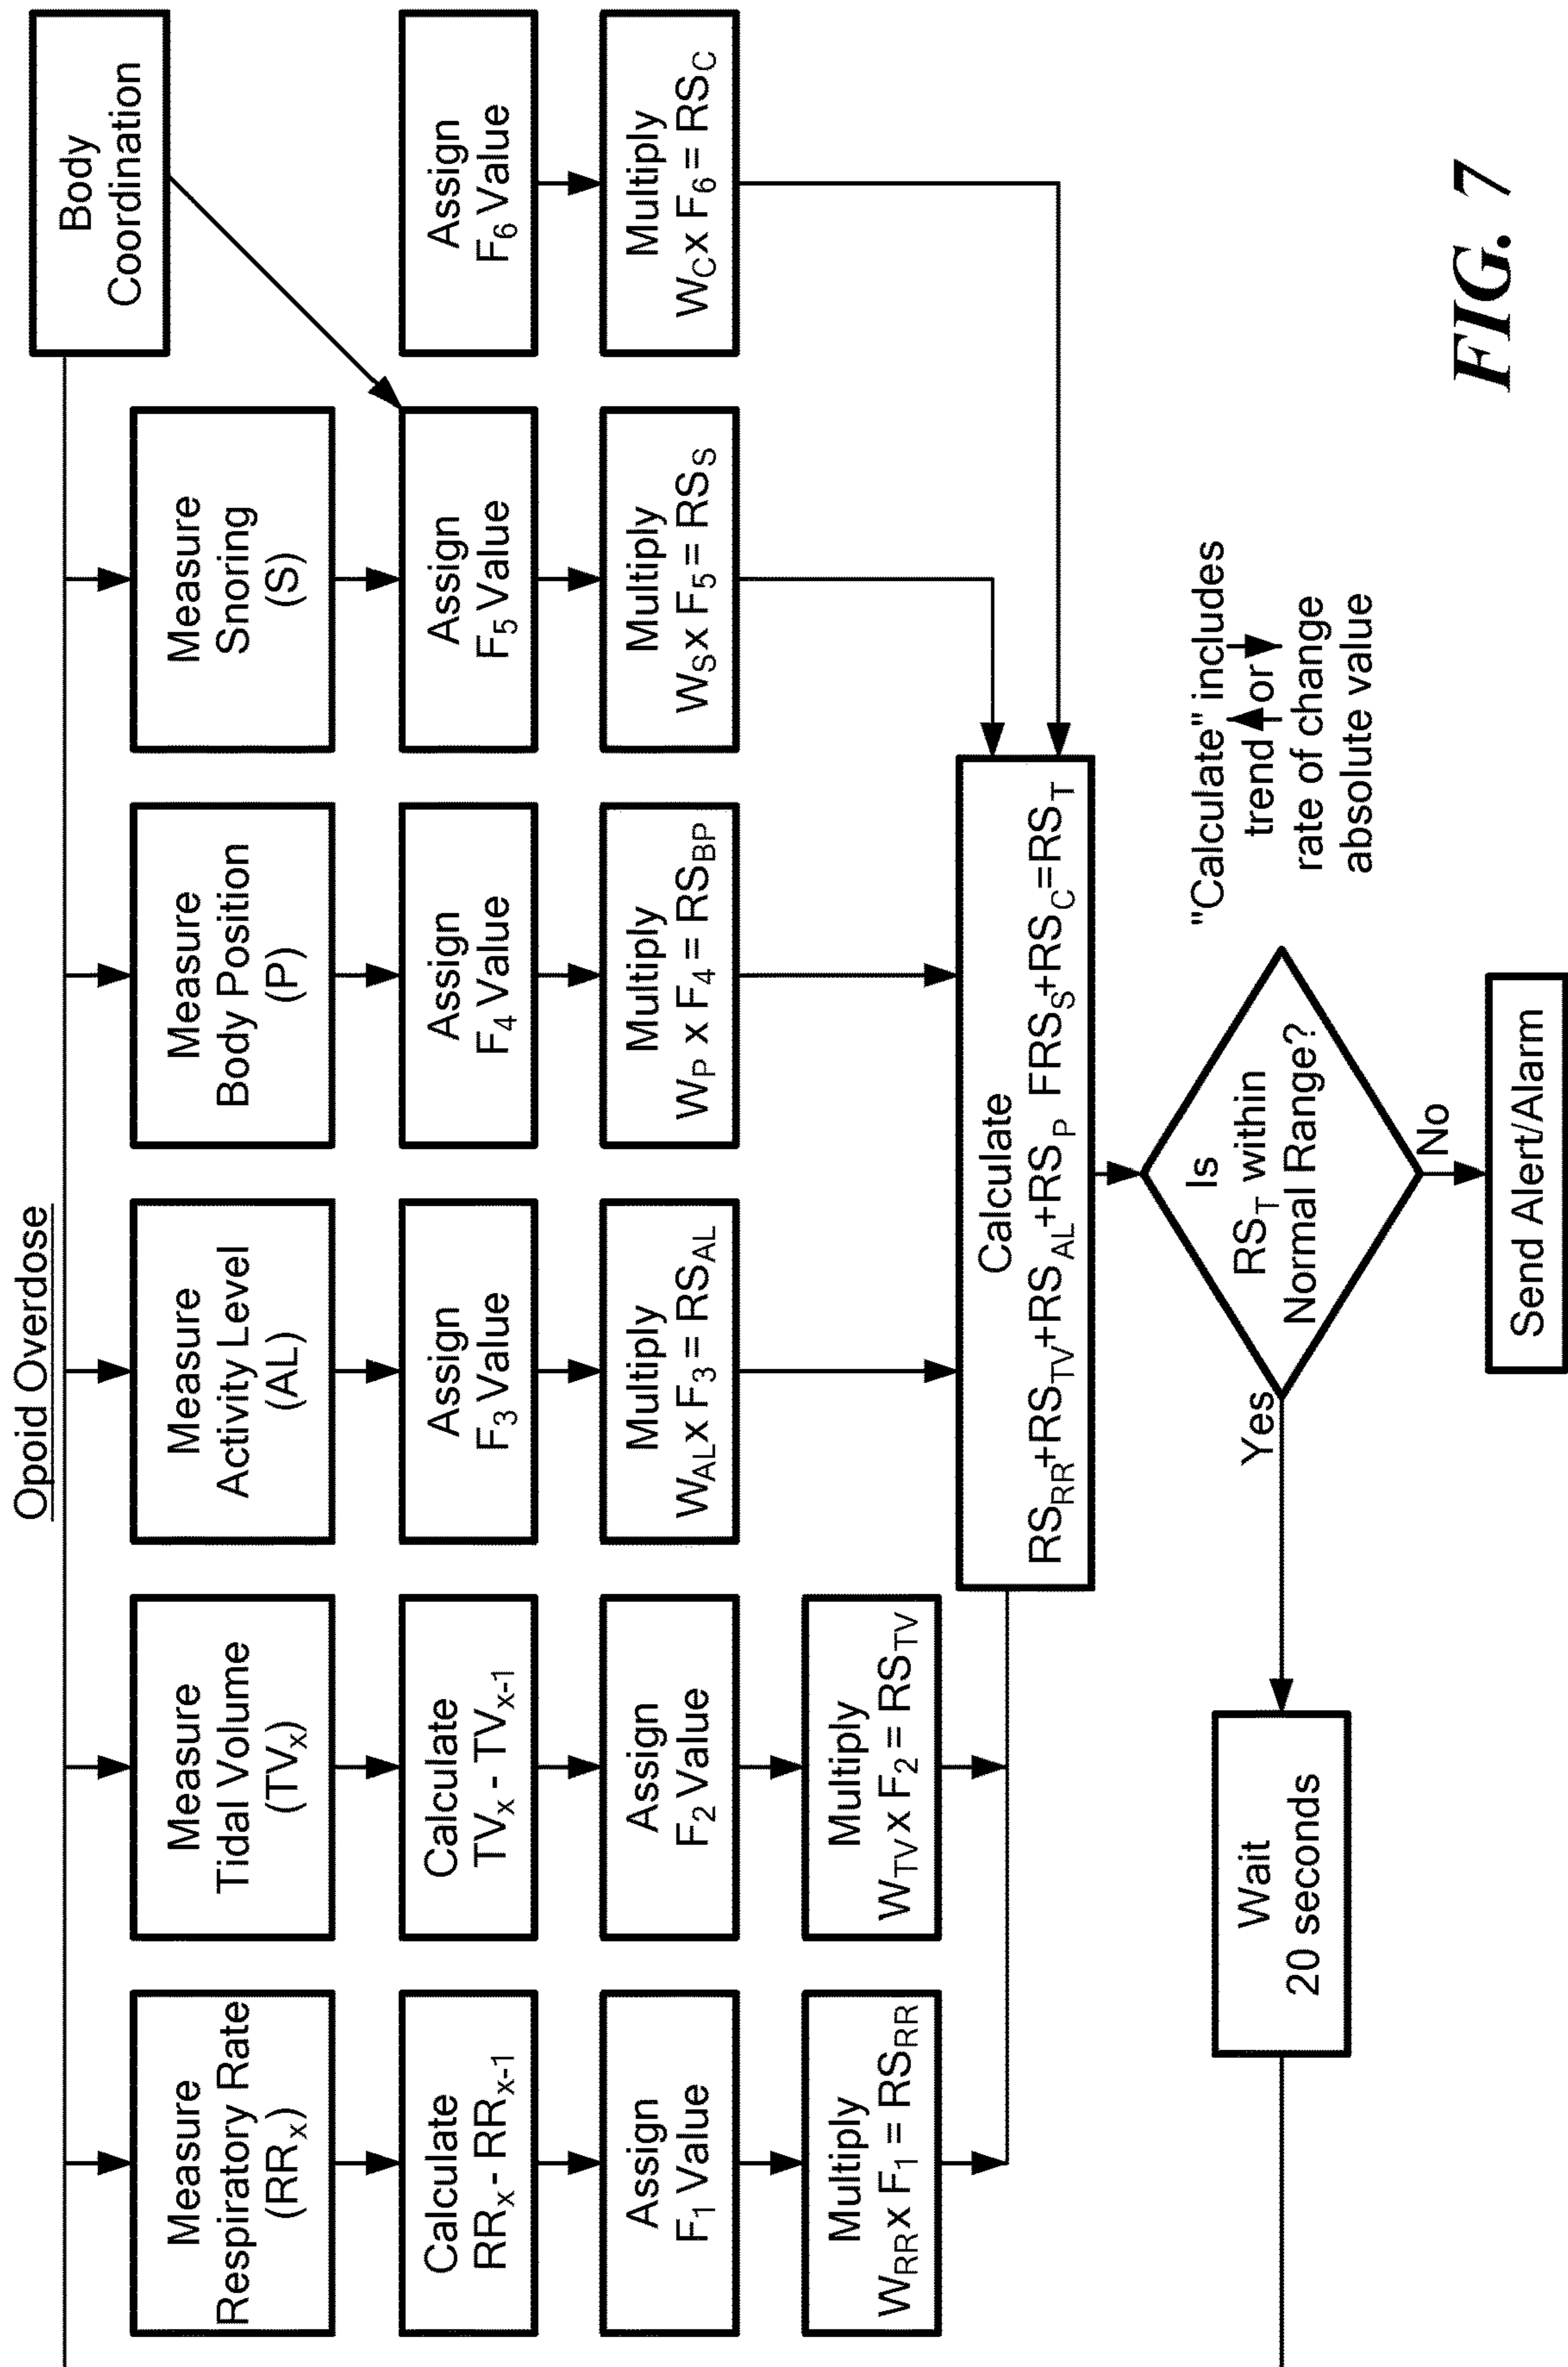 Opoid Overdose
Body
Coordination
Measure
Respiratory Rate
(RRx)
Measure
Tidal Volume
(TVx)
Measure
Activity Level
(AL)
Measure
Body Position
(P)
Measure
Snoring
(S)
Calculate
RRx - RRx-1
Calculate
TVx - TVx-1
Assign
F3 Value
Assign
F4 Value
Assign
F5 Value
Assign
F6 Value
Assign
F1 Value
Assign
F2 Value
Multiply
WAL x F3 = RSAL
Multiply
WP x F4 = RSBP
Multiply
WS x F5 = RSS
Multiply
WC x F6 = RSC
Multiply
WRR x F1 = RSRR
Multiply
WTV x F2 = RSTV
Calculate
RSRR+RSTV+RSAL+RSP FRSS+RSC=RST
"Calculate" includes
trend or
rate of change
absolute value
Is
RST within
Normal Range?
Yes
No
Wait
20 seconds
Send Alert/Alarm
FIG. 7